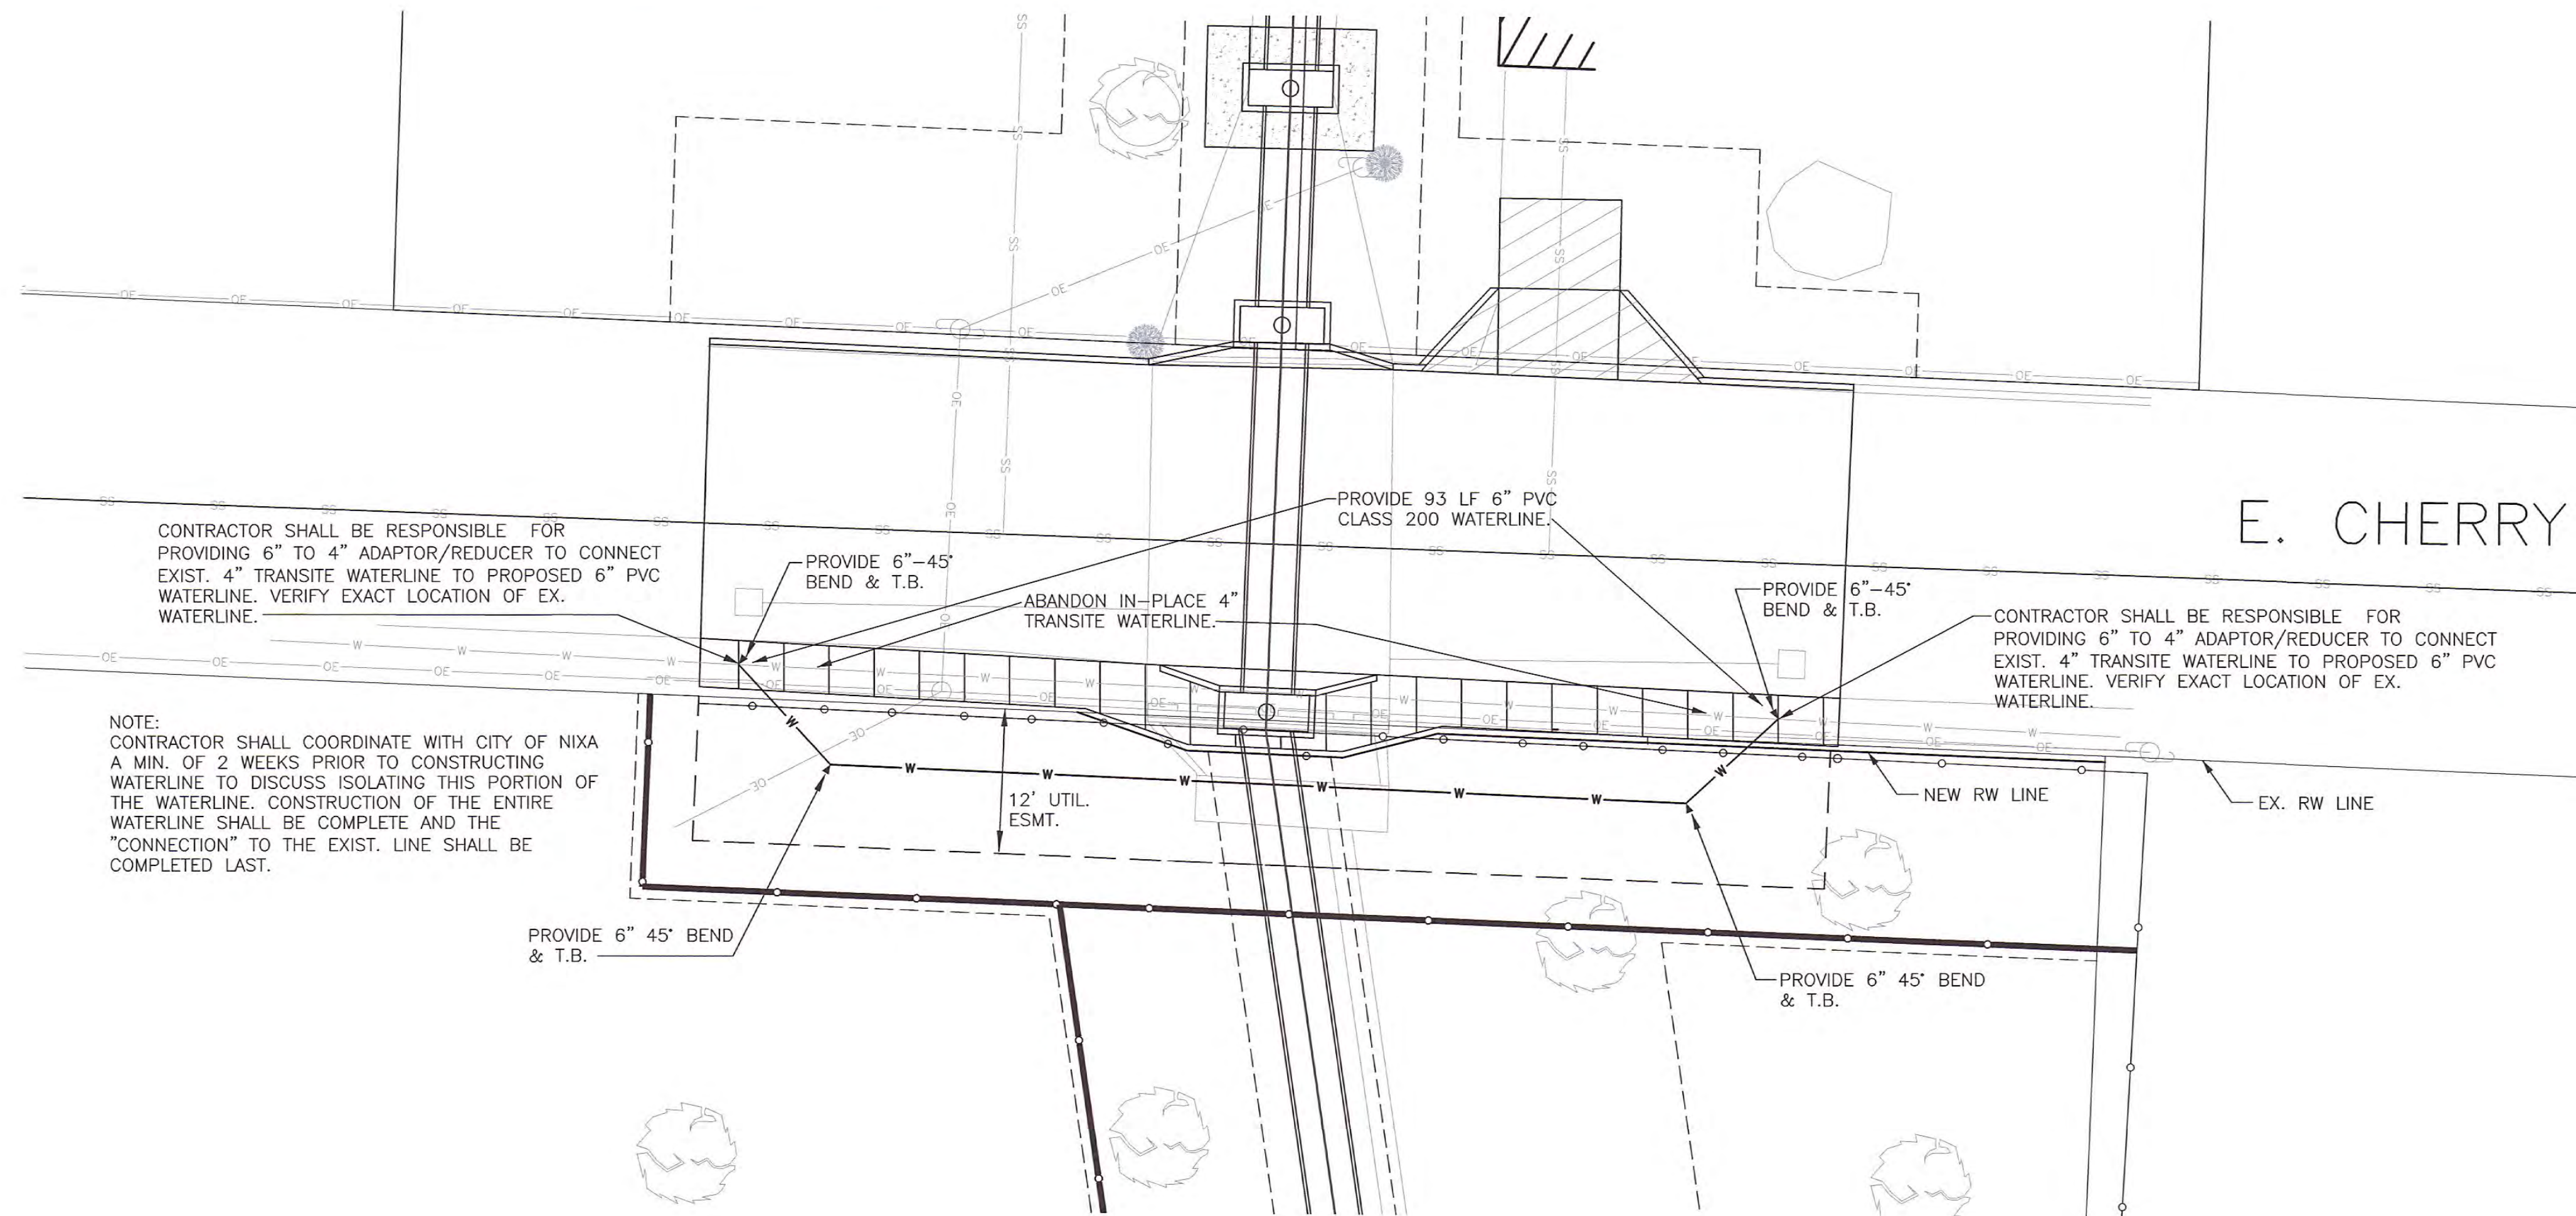 PROVIDE 93 LF 6" PVC
CLASS 200 WATERLINE.
E. CHERRY
CONTRACTOR SHALL BE RESPONSIBLE FOR
PROVIDING 6" TO 4" ADAPTOR/REDUCER TO CONNECT
EXIST. 4" TRANSITE WATERLINE TO PROPOSED 6" PVC
WATERLINE. VERIFY EXACT LOCATION OF EX.
WATERLINE.
PROVIDE 6"-45°
BEND & T.B.
ABANDON IN-PLACE 4"
TRANSITE WATERLINE.
PROVIDE 6"-45°
BEND & T.B.
CONTRACTOR SHALL BE RESPONSIBLE FOR
PROVIDING 6" TO 4" ADAPTOR/REDUCER TO CONNECT
EXIST. 4" TRANSITE WATERLINE TO PROPOSED 6" PVC
WATERLINE. VERIFY EXACT LOCATION OF EX.
WATERLINE.
NOTE:
CONTRACTOR SHALL COORDINATE WITH CITY OF NIXA
A MIN. OF 2 WEEKS PRIOR TO CONSTRUCTING
WATERLINE TO DISCUSS ISOLATING THIS PORTION OF
THE WATERLINE. CONSTRUCTION OF THE ENTIRE
WATERLINE SHALL BE COMPLETE AND THE
"CONNECTION" TO THE EXIST. LINE SHALL BE
COMPLETED LAST.
12' UTIL.
ESMT.
NEW RW LINE
EX. RW LINE
PROVIDE 6" 45° BEND
& T.B.
PROVIDE 6" 45° BEND
& T.B.
W W W W W W W W